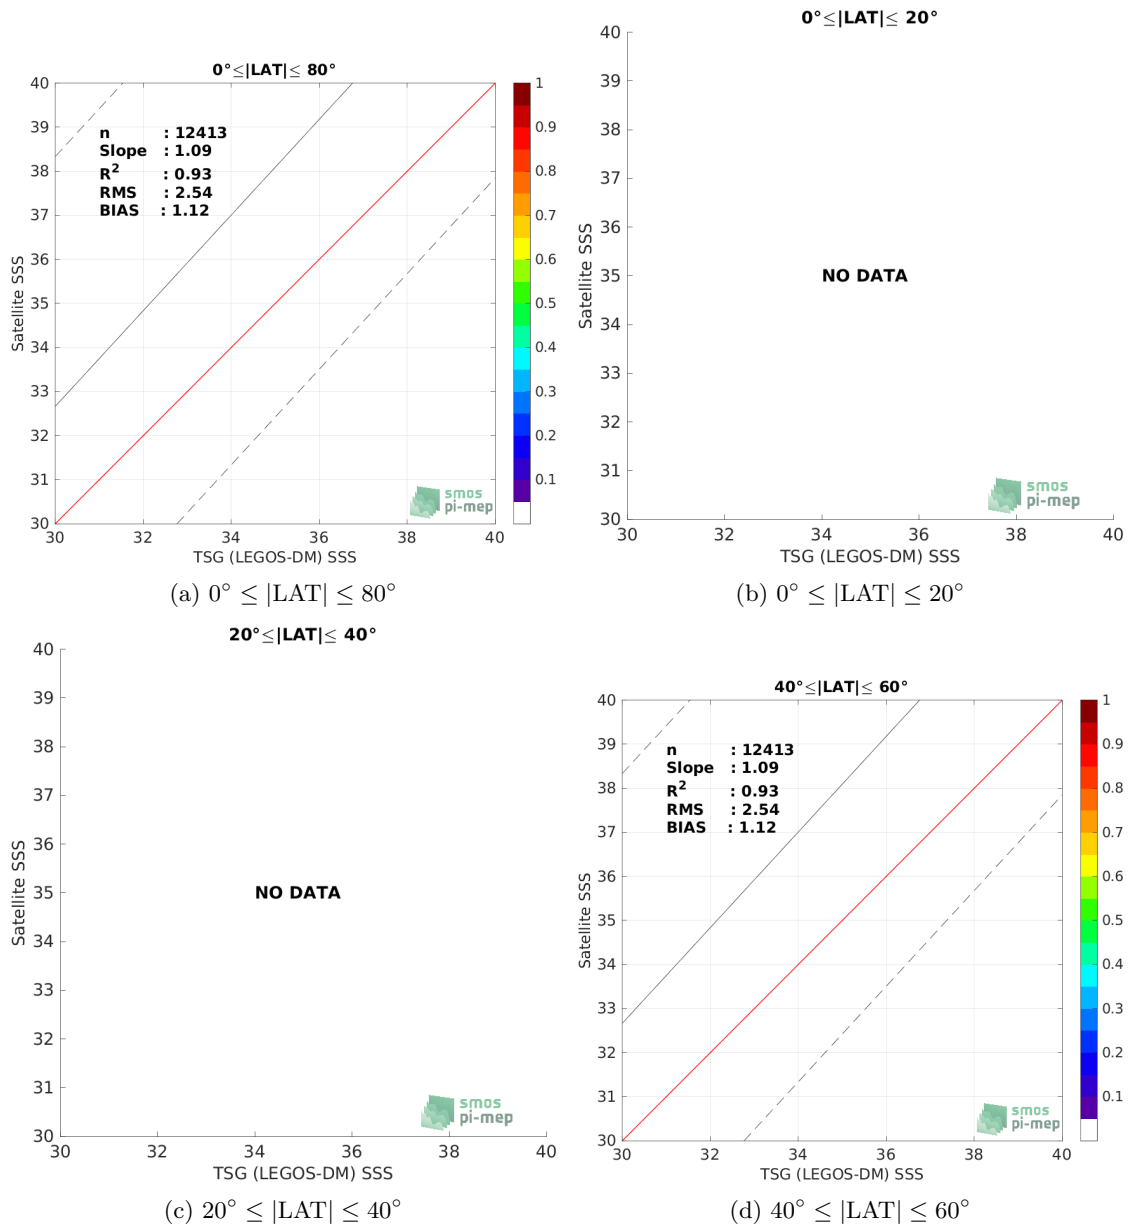 0°≤|LAT|≤ 80°
40
39
38
37
36
35
34
33
32
31
30
Satellite SSS
n : 12413
Slope : 1.09
R² : 0.93
RMS : 2.54
BIAS : 1.12
smos
pi-mep
30 32 34 36 38 40
TSG (LEGOS-DM) SSS
1
0.9
0.8
0.7
0.6
0.5
0.4
0.3
0.2
0.1
(a) 0° ≤ |LAT| ≤ 80°
0°≤|LAT|≤ 20°
40
39
38
37
36
35
34
33
32
31
30
Satellite SSS
NO DATA
smos
pi-mep
30 32 34 36 38 40
TSG (LEGOS-DM) SSS
(b) 0° ≤ |LAT| ≤ 20°
20°≤|LAT|≤ 40°
40
39
38
37
36
35
34
33
32
31
30
Satellite SSS
NO DATA
smos
pi-mep
30 32 34 36 38 40
TSG (LEGOS-DM) SSS
(c) 20° ≤ |LAT| ≤ 40°
40°≤|LAT|≤ 60°
40
39
38
37
36
35
34
33
32
31
30
Satellite SSS
n : 12413
Slope : 1.09
R² : 0.93
RMS : 2.54
BIAS : 1.12
smos
pi-mep
30 32 34 36 38 40
TSG (LEGOS-DM) SSS
1
0.9
0.8
0.7
0.6
0.5
0.4
0.3
0.2
0.1
(d) 40° ≤ |LAT| ≤ 60°